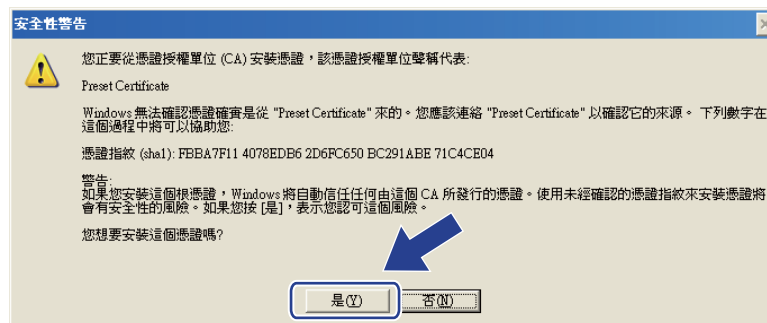 安全性警告
您正要從憑證授權單位 (CA) 安裝憑證，該憑證授權單位聲稱代表:
Preset Certificate
Windows 無法確認憑證確實是從 "Preset Certificate" 來的。您應該連絡 "Preset Certificate" 以確認它的來源。 下列數字在
這個過程中將可以協助您:
憑證指紋 (sha1): FBBA7F11 4078EDB6 2D6FC650 BC291ABE 71C4CE04
警告:
如果您安裝這個根憑證，Windows 將自動信任任何由這個 CA 所發行的憑證。使用未經確認的憑證指紋來安裝憑證將
會有安全性的風險。如果您按 [是]，表示您認可這個風險。
您想要安裝這個憑證嗎?
是(Y) 否(N)